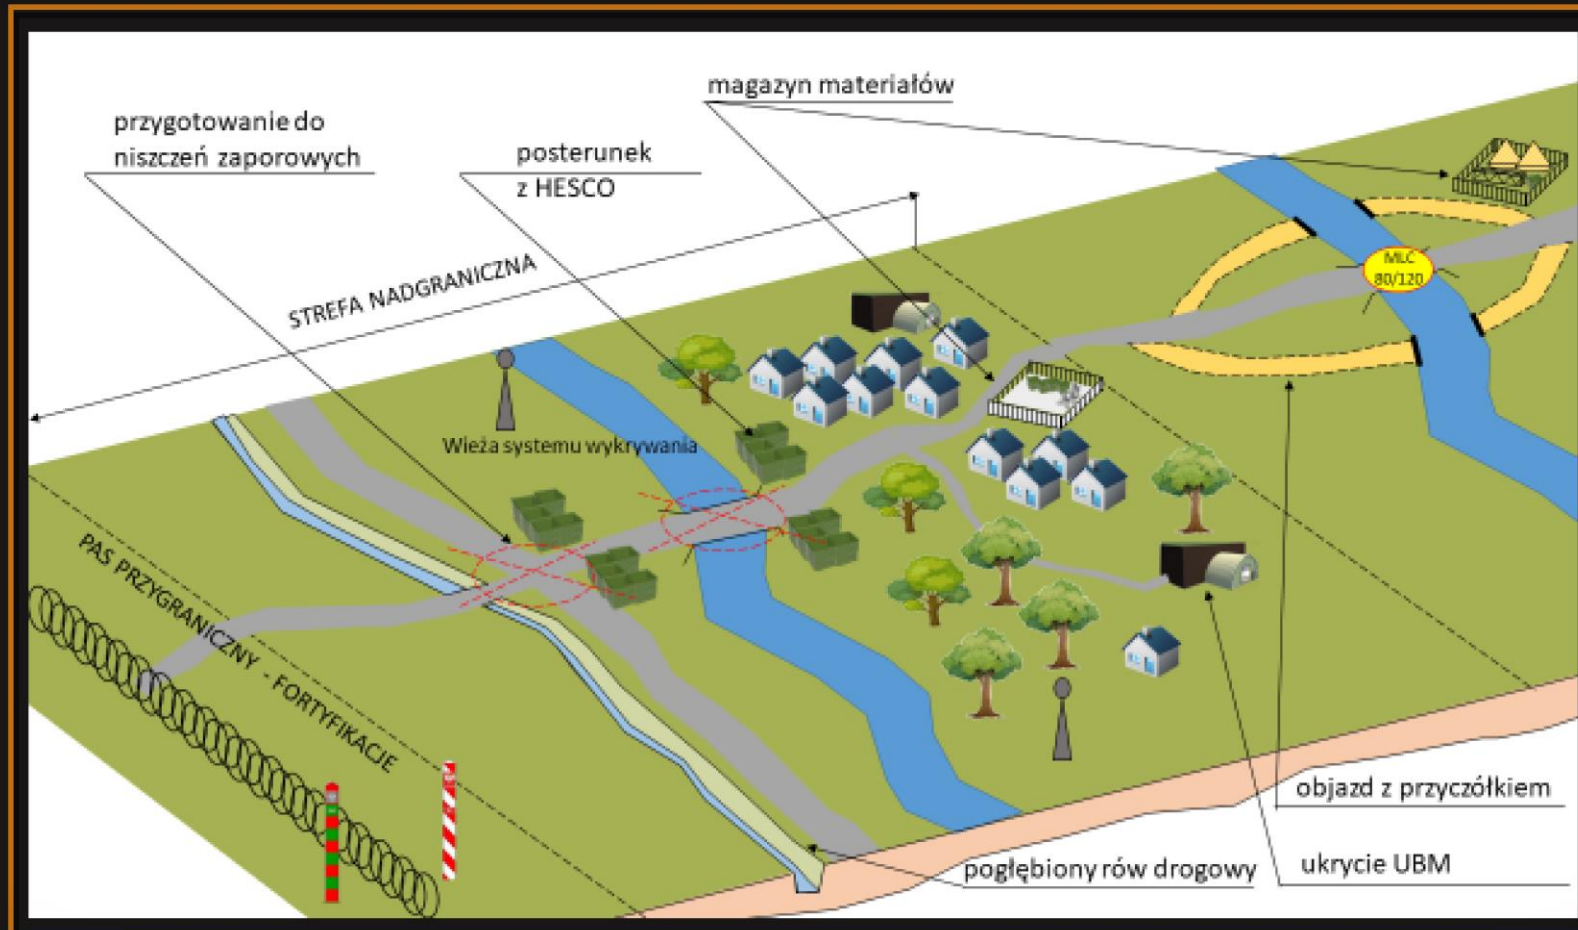 magazyn materiałów
przygotowanie do
niszczeń zaporowych
posterunek
z HESCO
STREFA NADGRANICZNA
MLC
80/120
Wieża systemu wykrywania
PAS PRZYGRANICZNY - FORTYFIKACJE
objazd z przyczółkiem
pogłębiony rów drogowy
ukrycie UBM